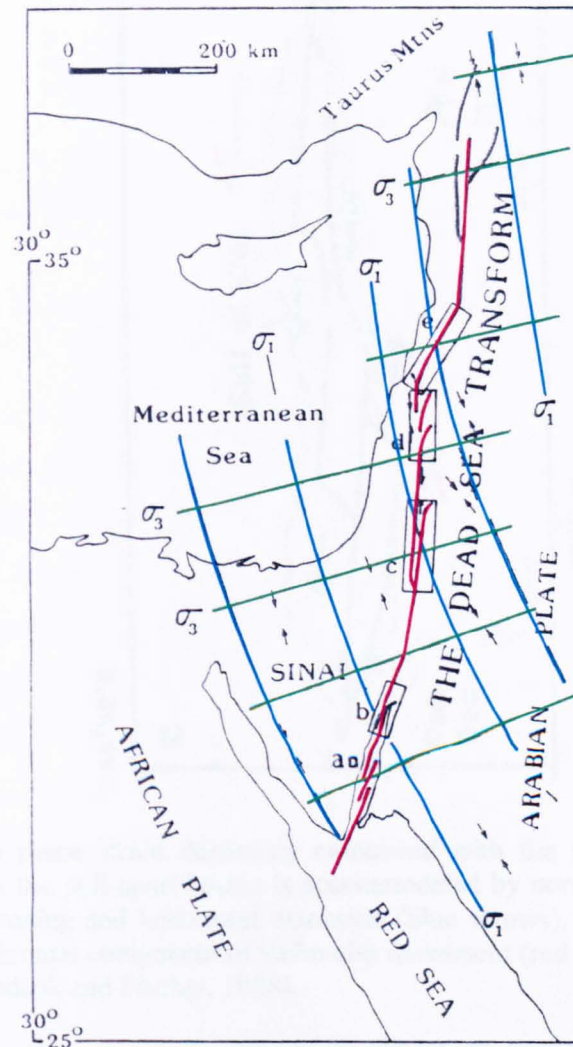 0 200 km
Taurus Mtns
σ3
30°
35°
σ1
e
σ1
σ1
Mediterranean
Sea
d
σ3
c
σ3
SINAI
b
an
THE DEAD SEA TRANSFORM
ARABIAN PLATE
AFRICAN PLATE
RED SEA
σ1
30°
25°